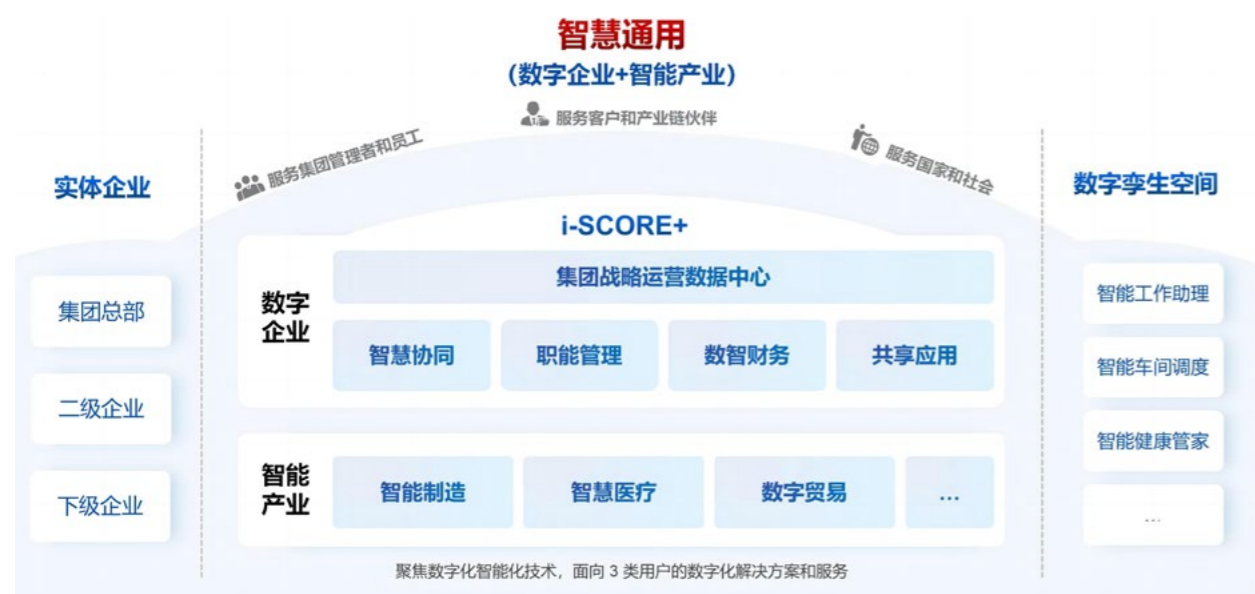 智慧通用
（数字企业+智能产业）
服务集团管理者和员工
服务客户和产业链伙伴
服务国家和社会
实体企业
集团总部
二级企业
下级企业
i-SCORE+
数字
企业
集团战略运营数据中心
智慧协同
职能管理
数智财务
共享应用
智能
产业
智能制造
智慧医疗
数字贸易
...
聚焦数字化智能化技术，面向 3 类用户的数字化解决方案和服务
数字孪生空间
智能工作助理
智能车间调度
智能健康管家
...